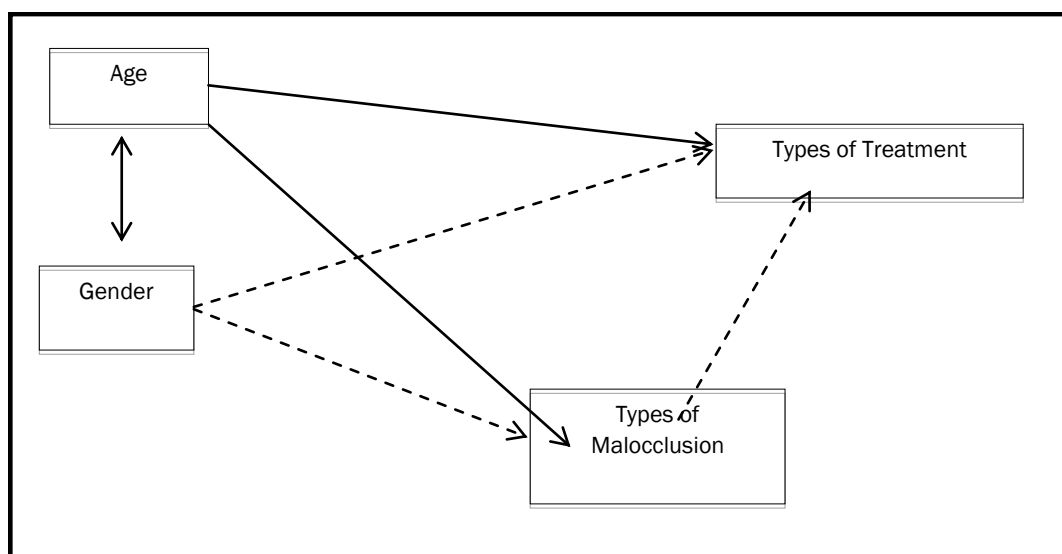 Age
Types of Treatment
Gender
Types of
Malocclusion